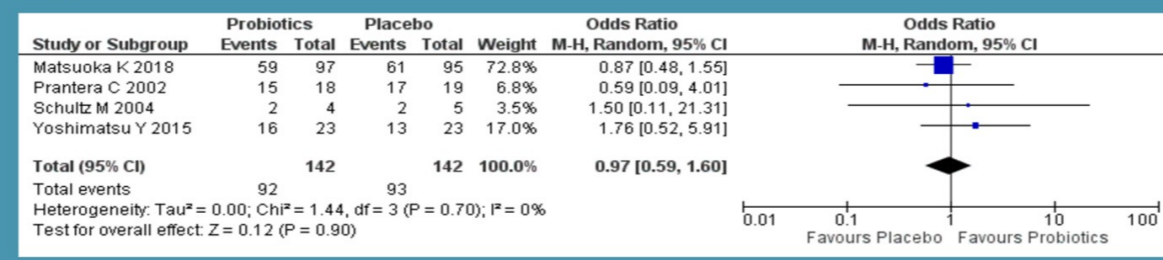 Probiotics Placebo Odds Ratio Odds Ratio
Study or Subgroup Events Total Events Total Weight M-H, Random, 95% CI M-H, Random, 95% CI
Matsuoka K 2018 59 97 61 95 72.8% 0.87 [0.48, 1.55]
Prantera C 2002 15 18 17 19 6.8% 0.59 [0.09, 4.01]
Schultz M 2004 2 4 2 5 3.5% 1.50 [0.11, 21.31]
Yoshimatsu Y 2015 16 23 13 23 17.0% 1.76 [0.52, 5.91]
Total (95% CI) 142 142 100.0% 0.97 [0.59, 1.60]
Total events 92 93
Heterogeneity: Tau² = 0.00; Chi² = 1.44, df = 3 (P = 0.70); I² = 0%
Test for overall effect: Z = 0.12 (P = 0.90)
0.01 0.1 1 10 100
Favours Placebo Favours Probiotics